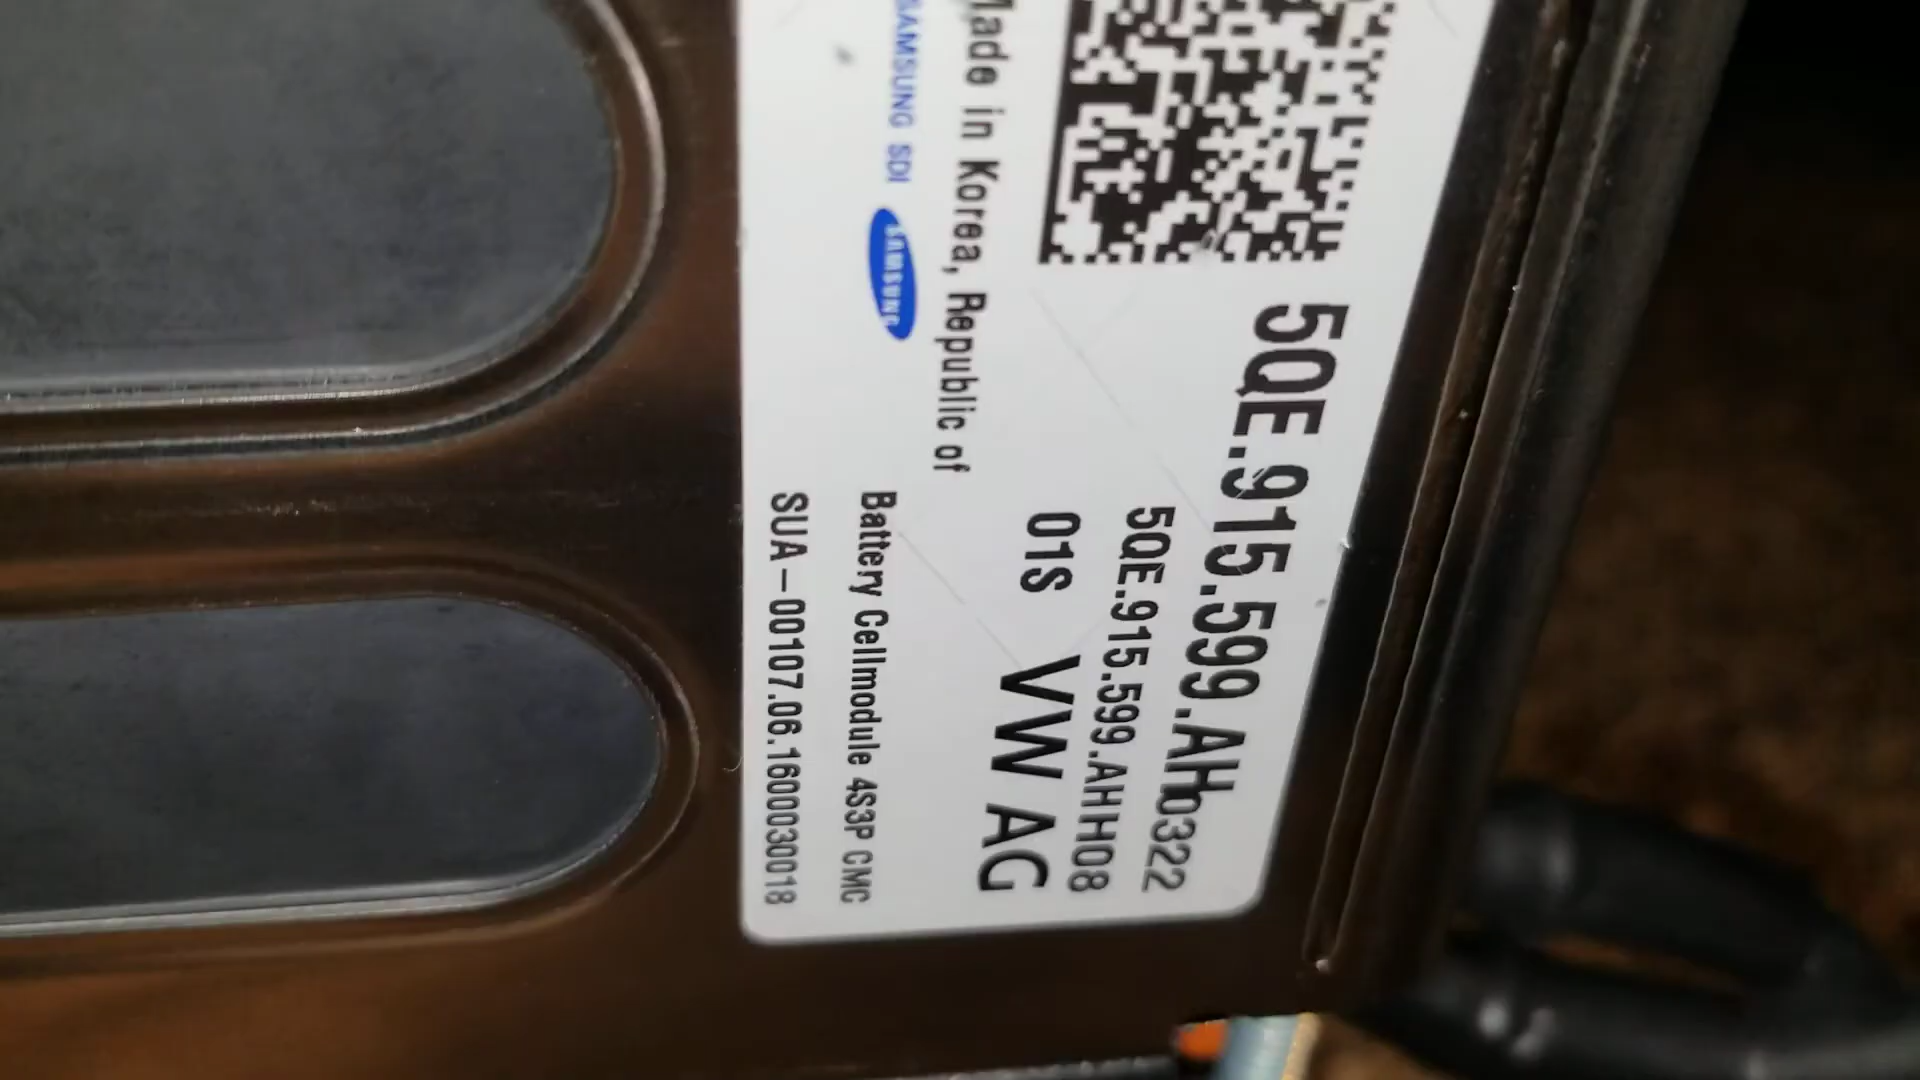 5QE.915.599.AH
0322
5QE.915.599.AHH08
01S VW AG
Made in Korea, Republic of
SAMSUNG SDI
SAMSUNG
Battery Cellmodule 4S3P CMC
SUA-00107.06.1600030018